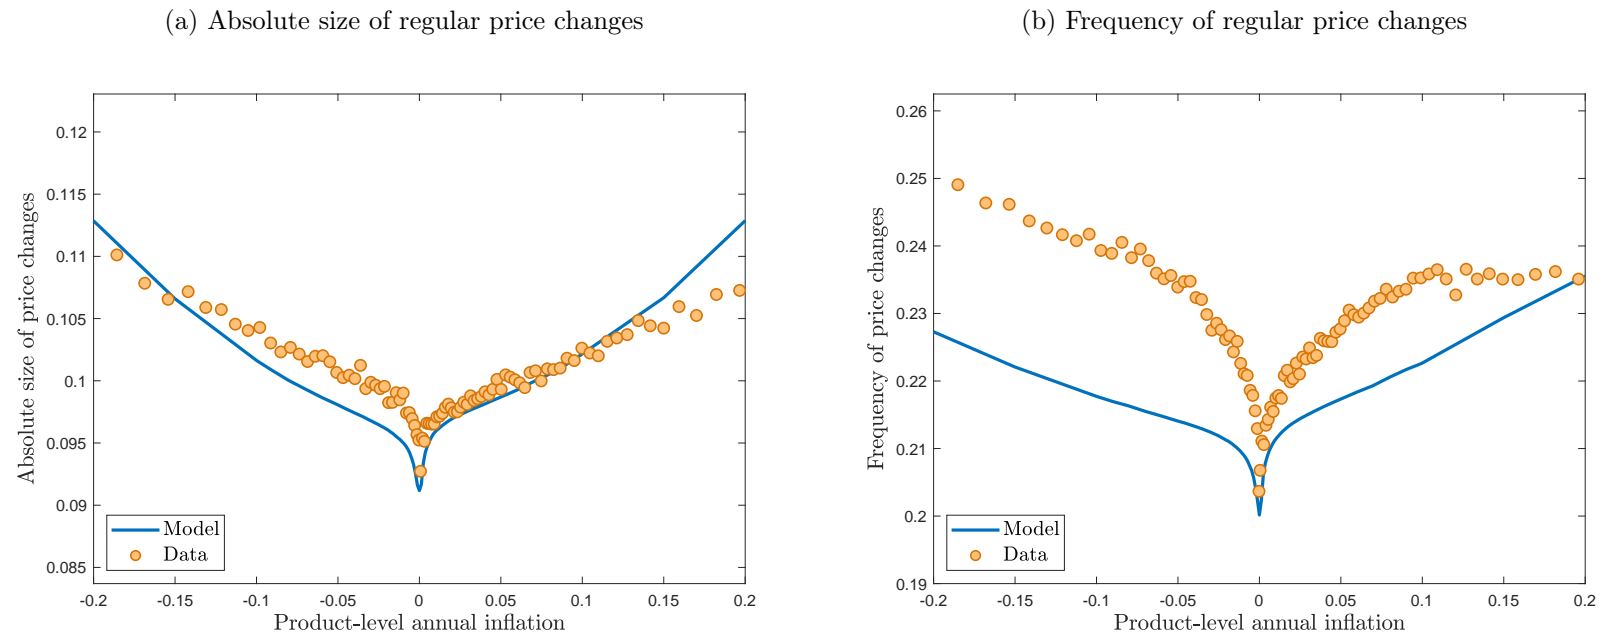 (a) Absolute size of regular price changes
0.12
0.115
0.11
0.105
0.1
0.095
0.09
0.085
Absolute size of price changes
Model
Data
-0.2 -0.15 -0.1 -0.05 0 0.05 0.1 0.15 0.2
Product-level annual inflation
(b) Frequency of regular price changes
0.26
0.25
0.24
0.23
0.22
0.21
0.2
0.19
Frequency of price changes
Model
Data
-0.2 -0.15 -0.1 -0.05 0 0.05 0.1 0.15 0.2
Product-level annual inflation